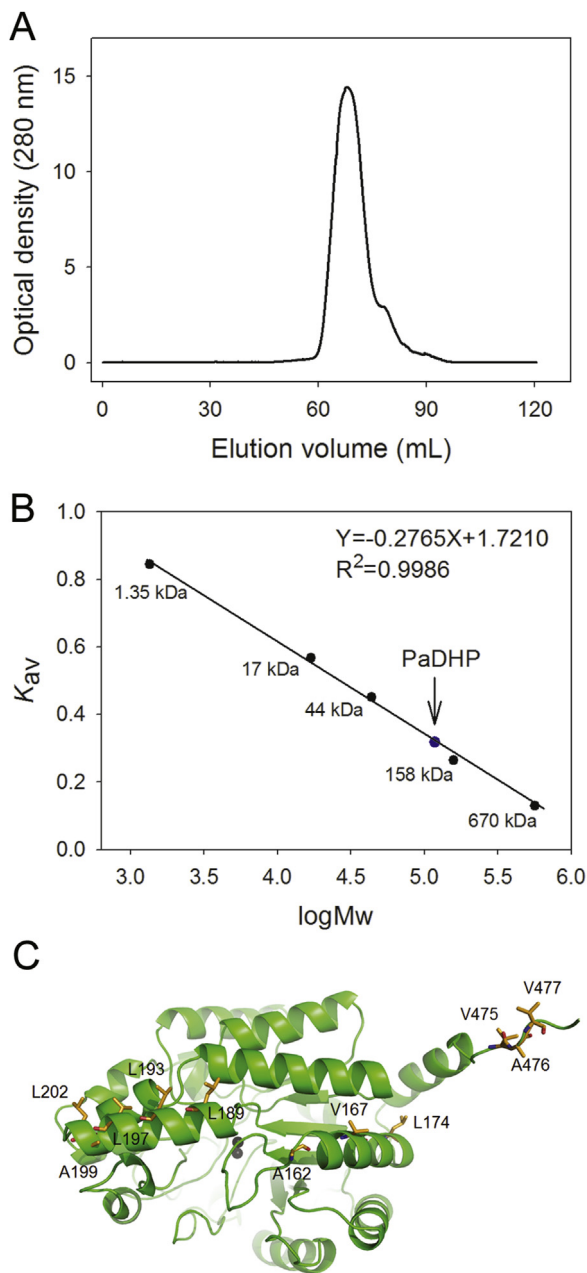 A
Optical density (280 nm)
15
10
5
0
0 30 60 90 120
Elution volume (mL)
B
Kav
1.0
0.8
0.6
0.4
0.2
0.0
Y=-0.2765X+1.7210
R²=0.9986
1.35 kDa
17 kDa
44 kDa
PaDHP
158 kDa
670 kDa
3.0 3.5 4.0 4.5 5.0 5.5 6.0
logMw
C
V477
V475
A476
L193
L202
L189
V167
L174
L197
A199
A162